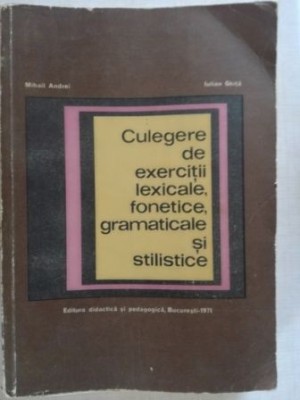 Mihail Andrei
Iulian Ghiță
Culegere
de
exerciții
lexicale,
fonetice,
gramaticale
și
stilistice
Editura didactică și pedagogică, București-1971